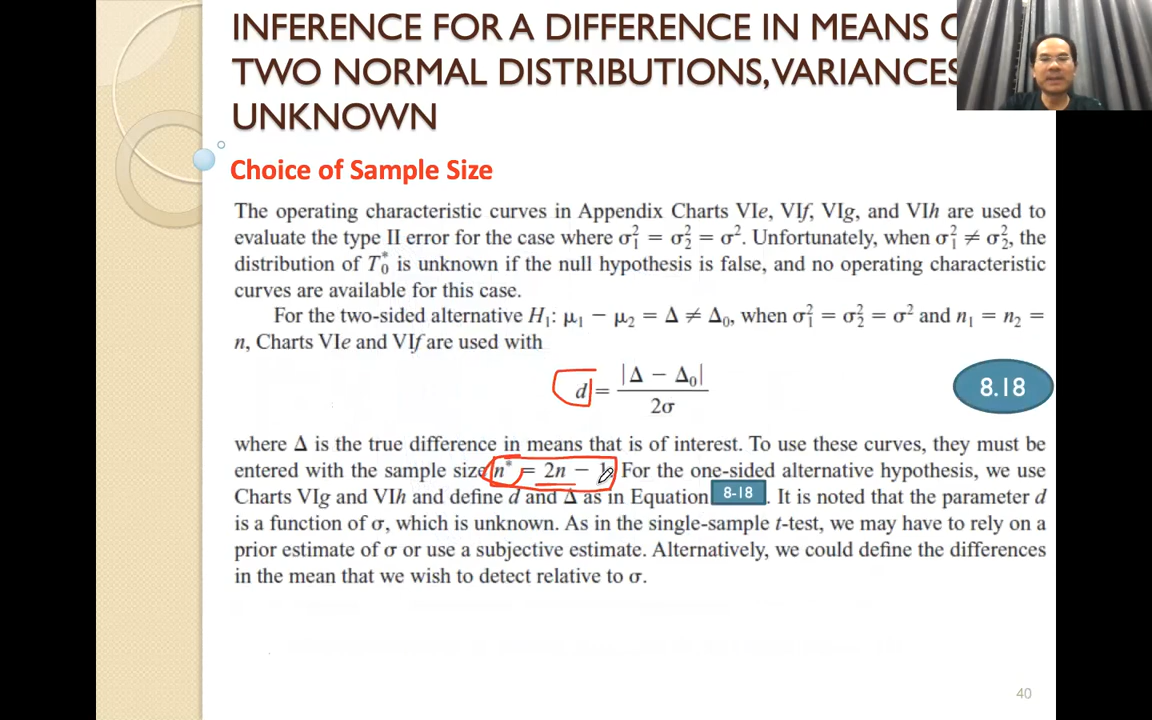 INFERENCE FOR A DIFFERENCE IN MEANS
TWO NORMAL DISTRIBUTIONS, VARIANCES
UNKNOWN
Choice of Sample Size
The operating characteristic curves in Appendix Charts VIe, VIf, VIg, and VIh are used to
evaluate the type II error for the case where σ₁² = σ₂² = σ². Unfortunately, when σ₁² ≠ σ₂², the
distribution of T₀* is unknown if the null hypothesis is false, and no operating characteristic
curves are available for this case.
For the two-sided alternative H₁: μ₁ − μ₂ = Δ ≠ Δ₀, when σ₁² = σ₂² = σ² and n₁ = n₂ =
n, Charts VIe and VIf are used with
d = |Δ − Δ₀| / 2σ
8.18
where Δ is the true difference in means that is of interest. To use these curves, they must be
entered with the sample size n* = 2n − For the one-sided alternative hypothesis, we use
Charts VIg and VIh and define d and Δ as in Equation 8-18 . It is noted that the parameter d
is a function of σ, which is unknown. As in the single-sample t-test, we may have to rely on a
prior estimate of σ or use a subjective estimate. Alternatively, we could define the differences
in the mean that we wish to detect relative to σ.
40